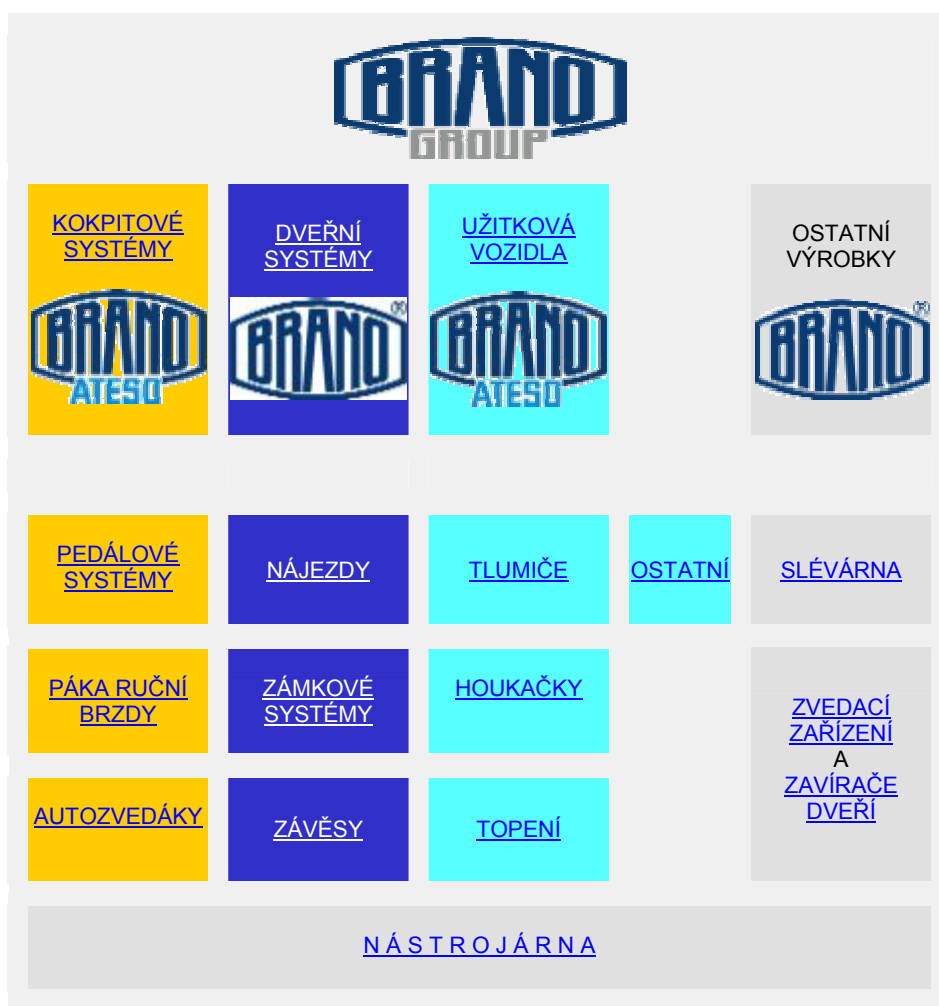 BRANO
GROUP
KOKPITOVÉ
SYSTÉMY
BRANO
ATESO
DVEŘNÍ
SYSTÉMY
BRANO®
UŽITKOVÁ
VOZIDLA
BRANO
ATESO
OSTATNÍ
VÝROBKY
BRANO®
PEDÁLOVÉ
SYSTÉMY
NÁJEZDY
TLUMIČE
OSTATNÍ
SLÉVÁRNA
PÁKA RUČNÍ
BRZDY
ZÁMKOVÉ
SYSTÉMY
HOUKAČKY
ZVEDACÍ
ZAŘÍZENÍ
A
ZAVÍRAČE
DVEŘÍ
AUTOZVEDÁKY
ZÁVĚSY
TOPENÍ
N Á S T R O J Á R N A